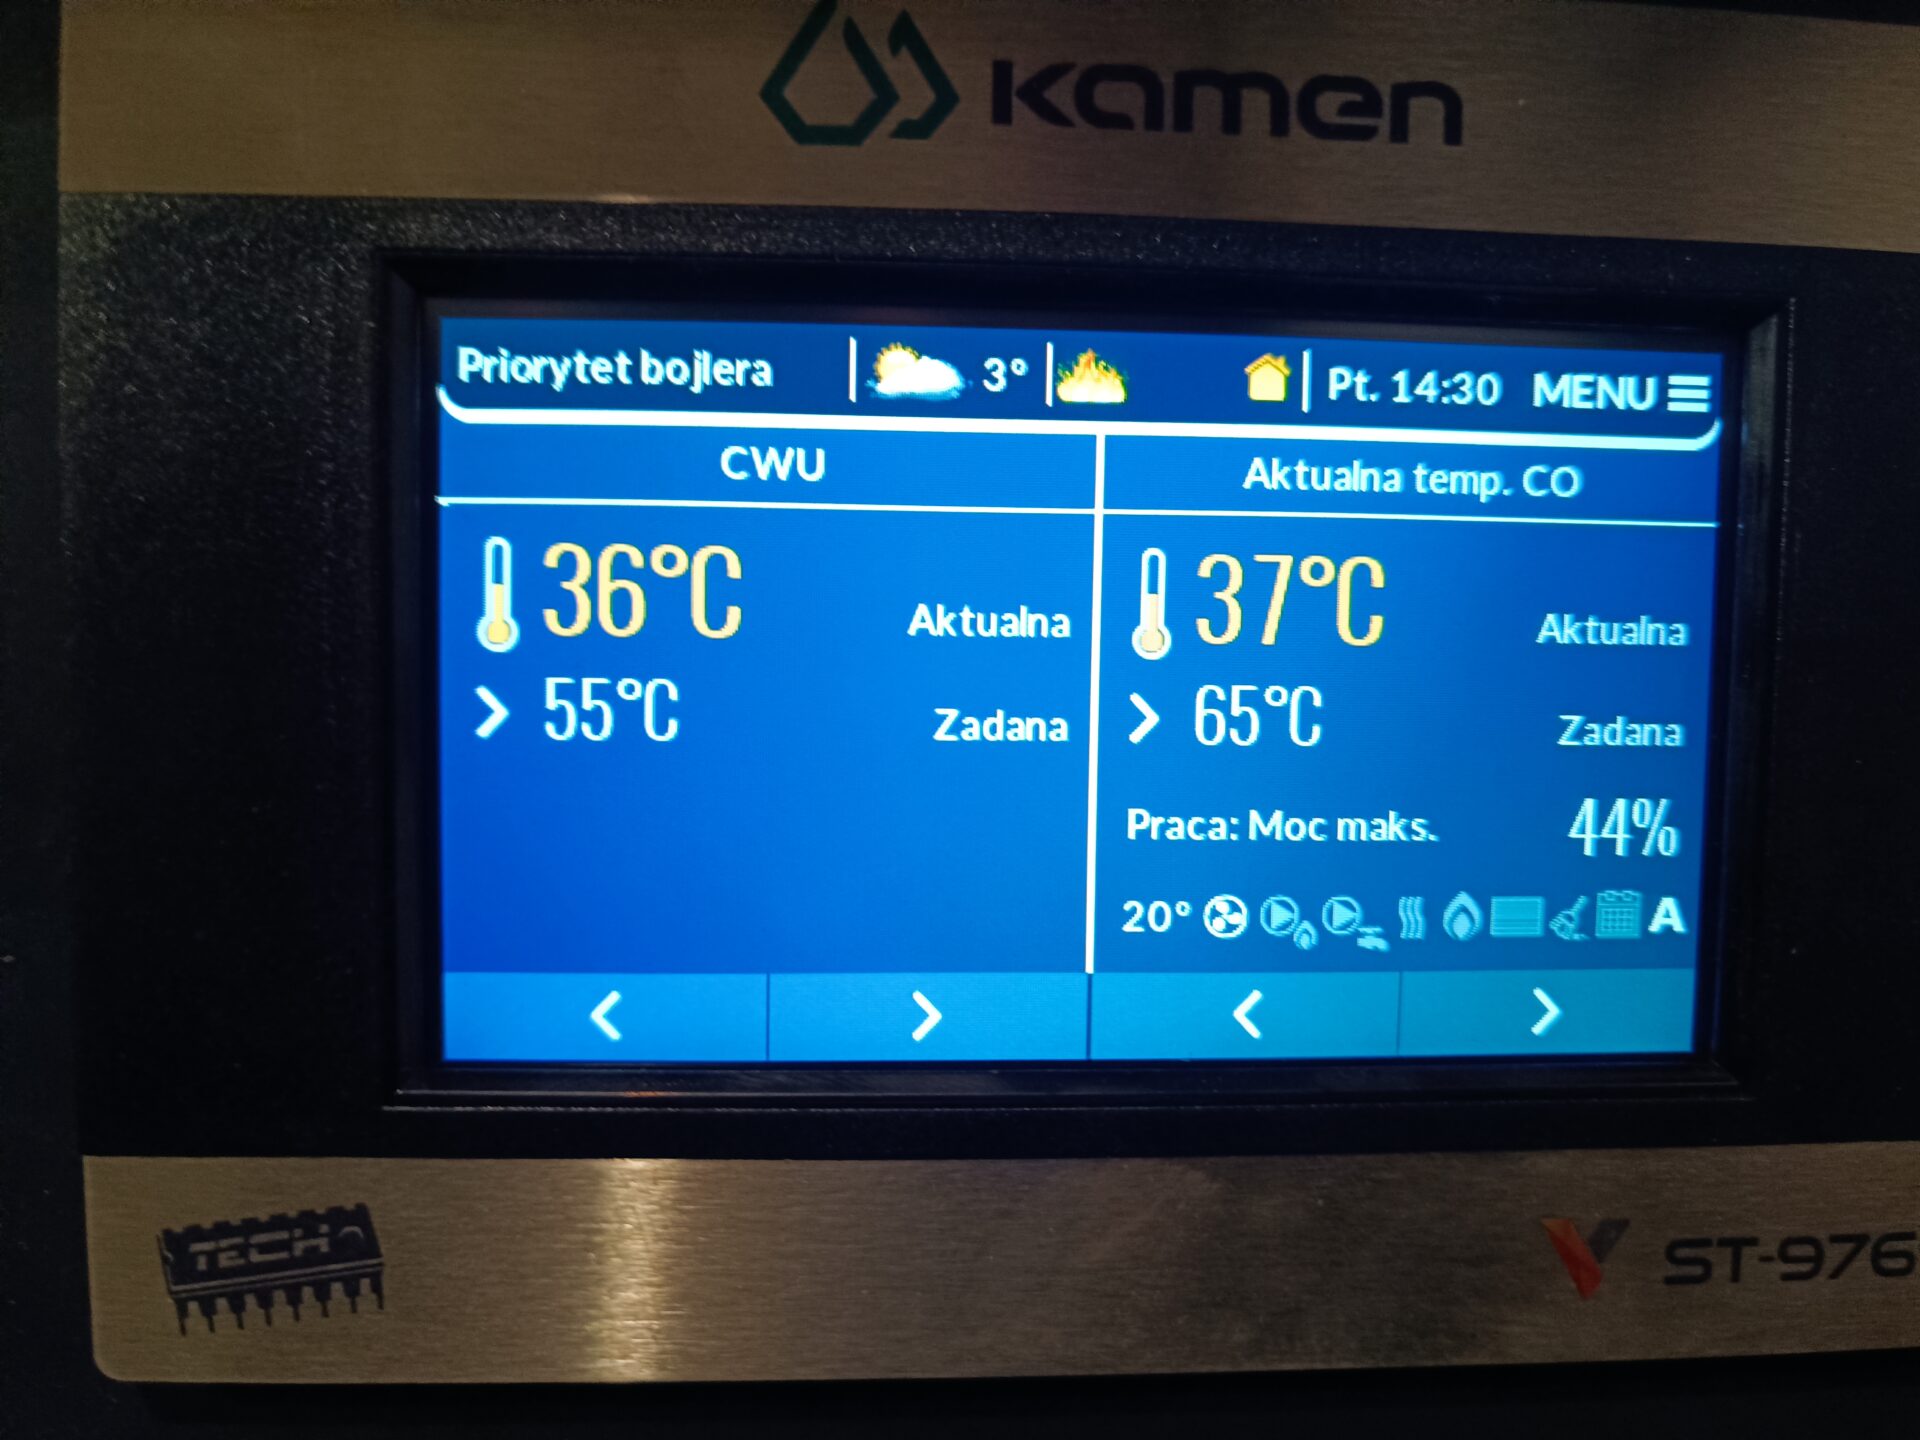 kamen
Priorytet bojlera 3° Pt. 14:30 MENU
CWU
36°C Aktualna
55°C Zadana
Aktualna temp. CO
37°C Aktualna
65°C Zadana
Praca: Moc maks. 44%
20° A
TECH
ST-976